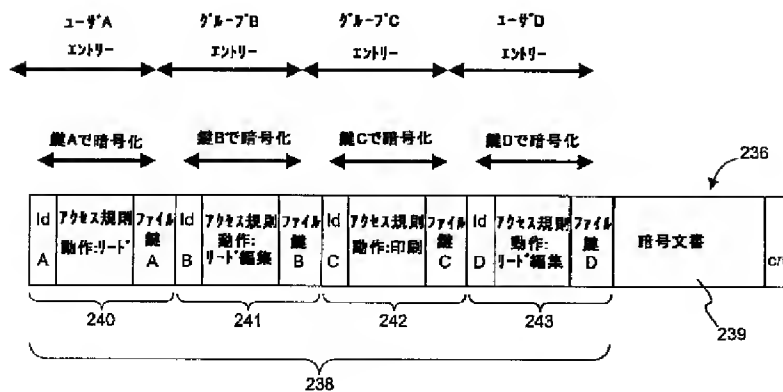 ユーザA グループB グループC ユーザD
エントリー エントリー エントリー エントリー
鍵Aで暗号化 鍵Bで暗号化 鍵Cで暗号化 鍵Dで暗号化
236
Id アクセス規則 ファイル Id アクセス規則 ファイル Id アクセス規則 ファイル Id アクセス規則 ファイル
動作:リード 鍵 動作: 鍵 動作:印刷 鍵 動作: 鍵 暗号文書
A A B リード編集 B C C D リード編集 D
240 241 242 243 239
238